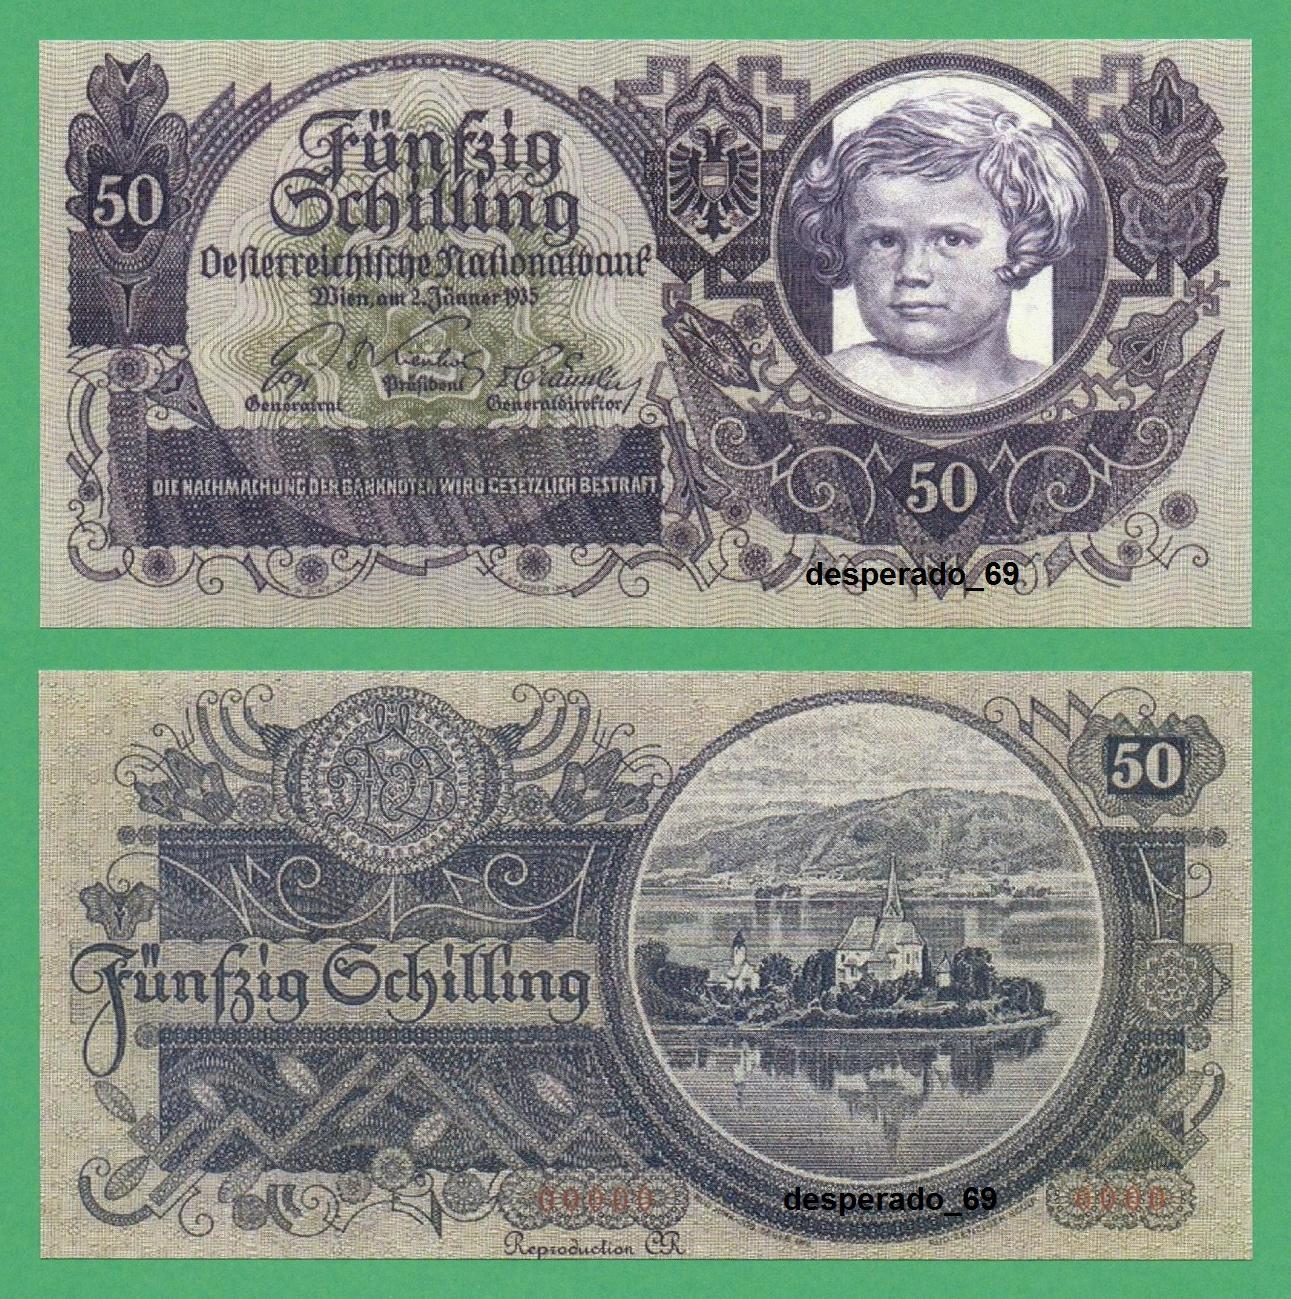 50
Fünfzig
Schilling
Oesterreichische Nationalbank
Wien, am 2. Jänner 1935
Präsident
Generalrat
Generaldirektor
DIE NACHMACHUNG DER BANKNOTEN WIRD GESETZLICH BESTRAFT
50
desperado_69
50
Fünfzig Schilling
00000
desperado_69
0000
Reproduction CR